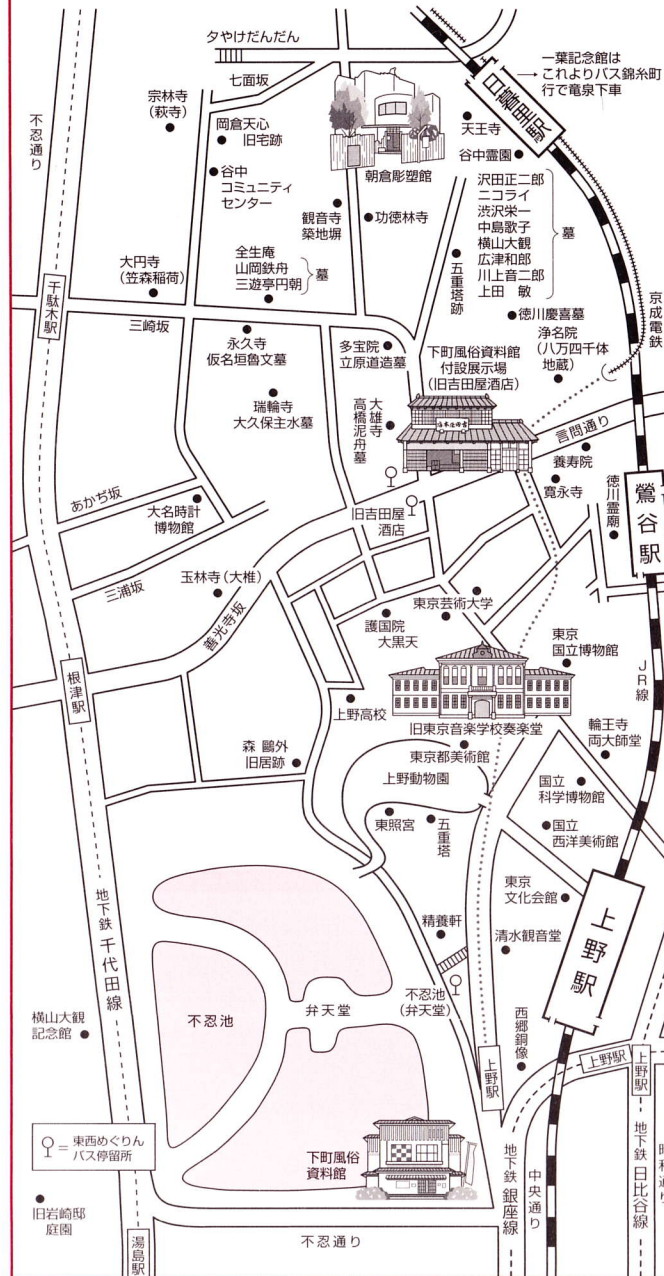 夕やけだんだん
一葉記念館は
これよりバス錦糸町
行で竜泉下車
日暮里駅
七面坂
不忍通り
宗林寺
(萩寺)
岡倉天心
旧宅跡
天王寺
谷中霊園
朝倉彫塑館
谷中
コミュニティ
センター
沢田正二郎
ニコライ
渋沢栄一
中島歌子
横山大観
広津和郎
川上音二郎
上田 敏
墓
観音寺
築地塀
功徳林寺
大円寺
(笠森稲荷)
全生庵
山岡鉄舟
三遊亭円朝
墓
五重塔跡
京成電鉄
千駄木駅
徳川慶喜墓
三崎坂
浄名院
(八万四千体
地蔵)
永久寺
仮名垣魯文墓
多宝院
立原道造墓
下町風俗資料館
付設展示場
(旧吉田屋酒店)
瑞輪寺
大久保主水墓
大雄寺
高橋泥舟墓
言問通り
養寿院
寛永寺
徳川霊廟
鶯谷駅
あかぢ坂
大名時計
博物館
旧吉田屋
酒店
三浦坂
玉林寺(大椎)
善光寺坂
東京芸術大学
護国院
大黒天
東京
国立博物館
根津駅
JR線
上野高校
旧東京音楽学校奏楽堂
輪王寺
両大師堂
森 鷗外
旧居跡
東京都美術館
上野動物園
国立
科学博物館
東照宮
五重塔
国立
西洋美術館
東京
文化会館
上野駅
地下鉄 千代田線
精養軒
清水観音堂
横山大観
記念館
不忍池
弁天堂
不忍池
(弁天堂)
西郷銅像
上野駅
上野駅
上野駅
=東西めぐりん
バス停留所
下町風俗
資料館
地下鉄 銀座線
中央通り
地下鉄 日比谷線
昭和通り
旧岩崎邸
庭園
湯島駅
不忍通り